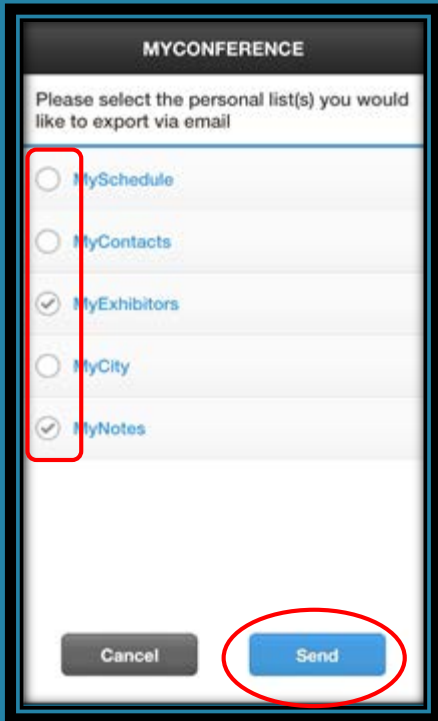 MYCONFERENCE
Please select the personal list(s) you would
like to export via email
MySchedule
MyContacts
MyExhibitors
MyCity
MyNotes
Cancel
Send